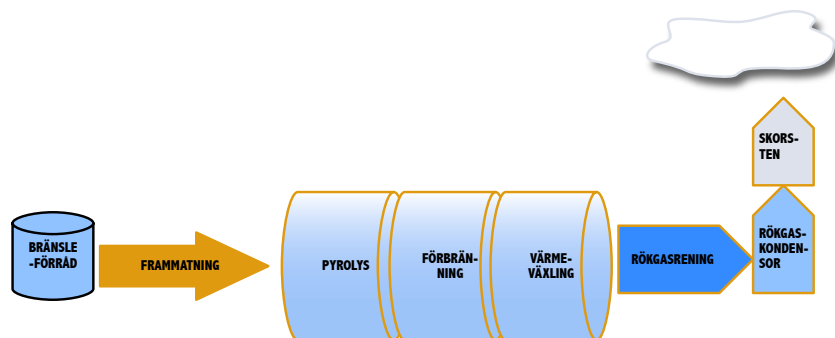 SKORS-
TEN
BRÄNSLE
-FÖRRÅD
FRAMMATNING
PYROLYS
FÖRBRÄN-
NING
VÄRME-
VÄXLING
RÖKGASRENING
RÖKGAS-
KONDEN-
SOR